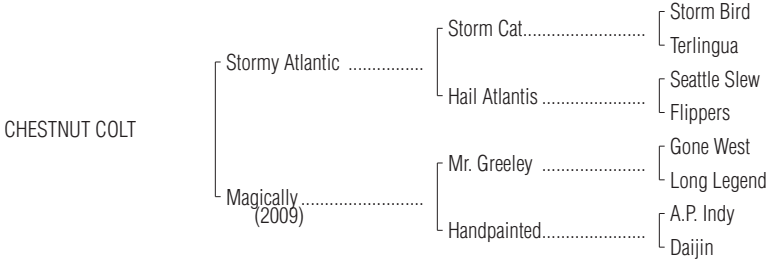 Storm Bird
Storm Cat..........................
Terlingua
Stormy Atlantic ................
Seattle Slew
Hail Atlantis ......................
Flippers
CHESTNUT COLT
Gone West
Mr. Greeley ......................
Long Legend
Magically..........................
(2009)
A.P. Indy
Handpainted......................
Daijin